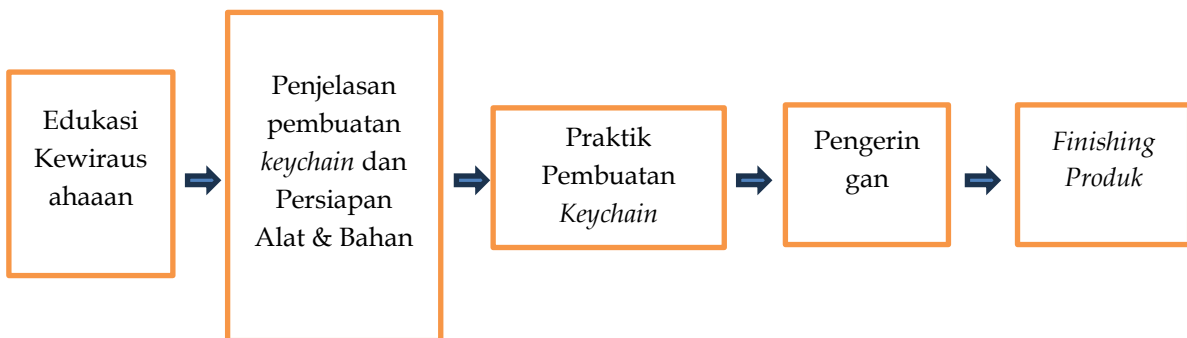 Edukasi
Kewiraus
ahaaan
Penjelasan
pembuatan
keychain dan
Persiapan
Alat & Bahan
Praktik
Pembuatan
Keychain
Pengerin
gan
Finishing
Produk